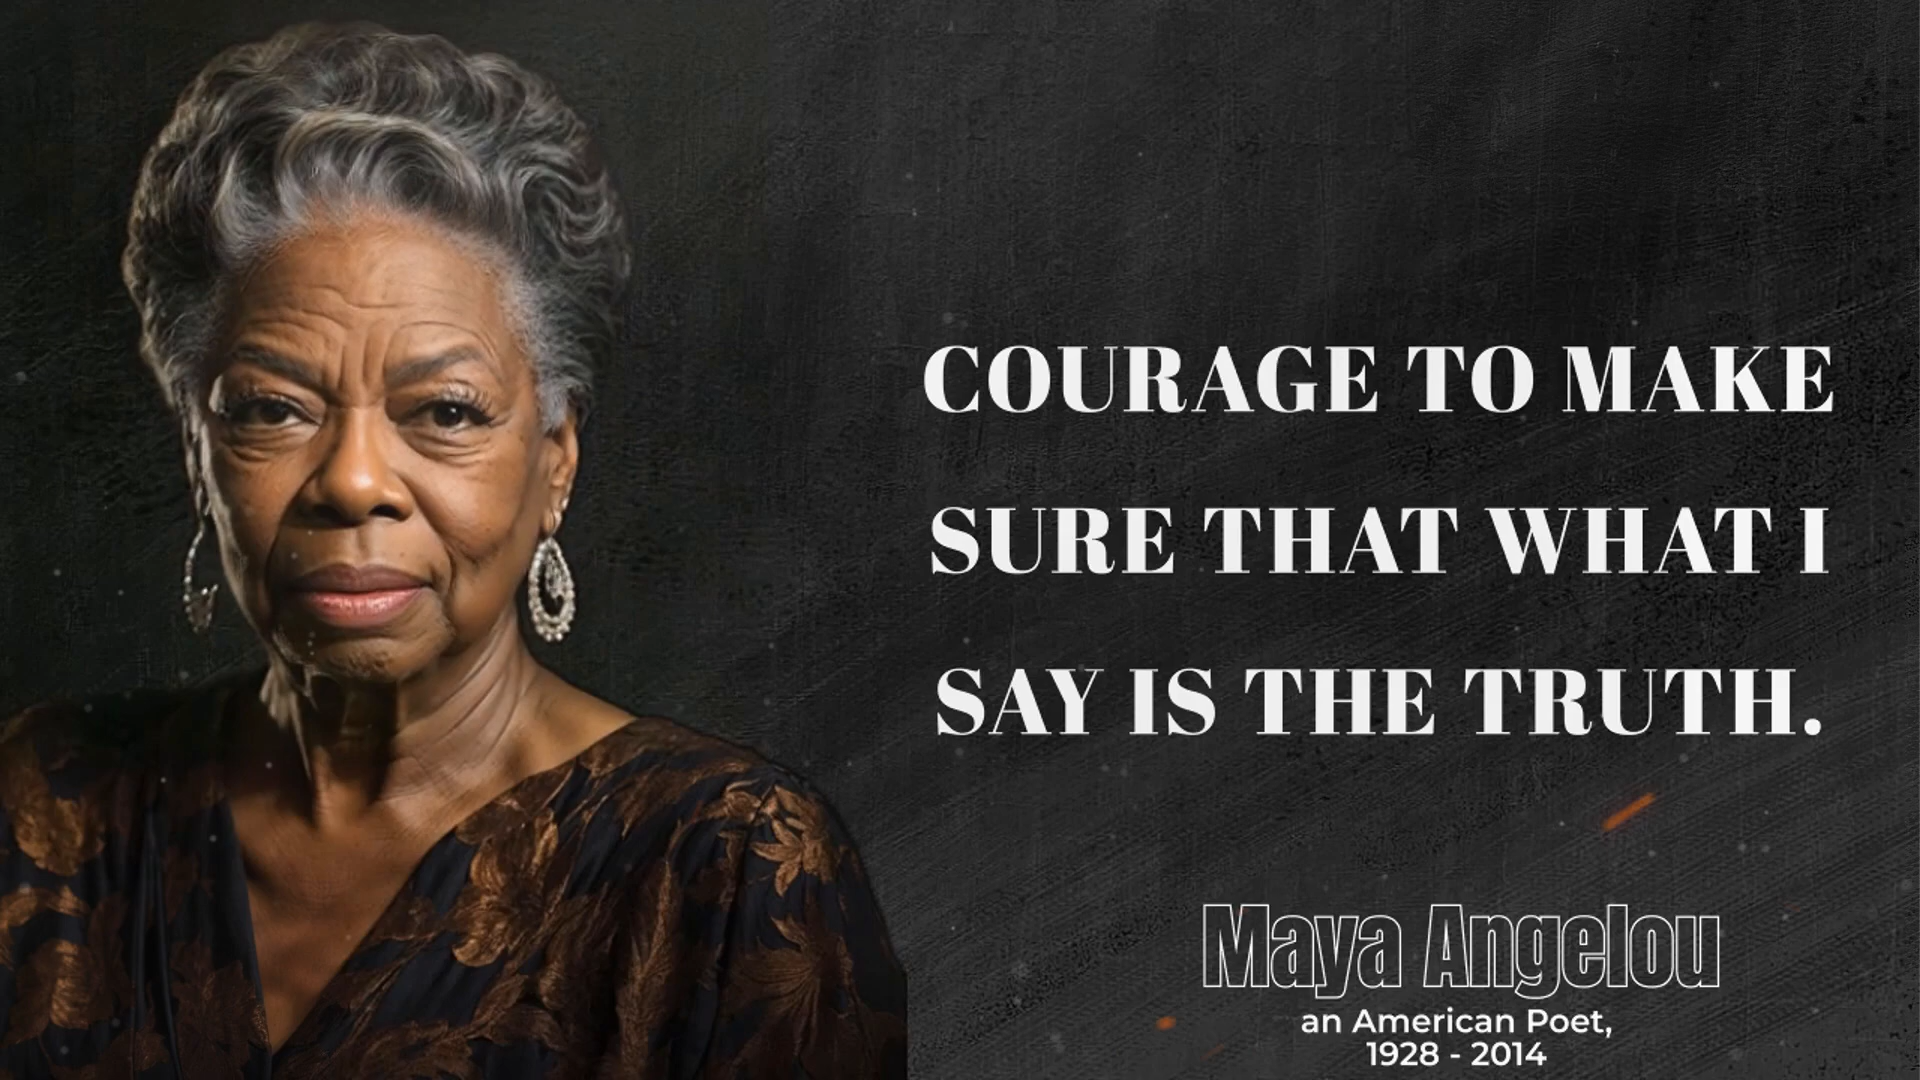 COURAGE TO MAKE
SURE THAT WHAT I
SAY IS THE TRUTH.
Maya Angelou
an American Poet,
1928 - 2014